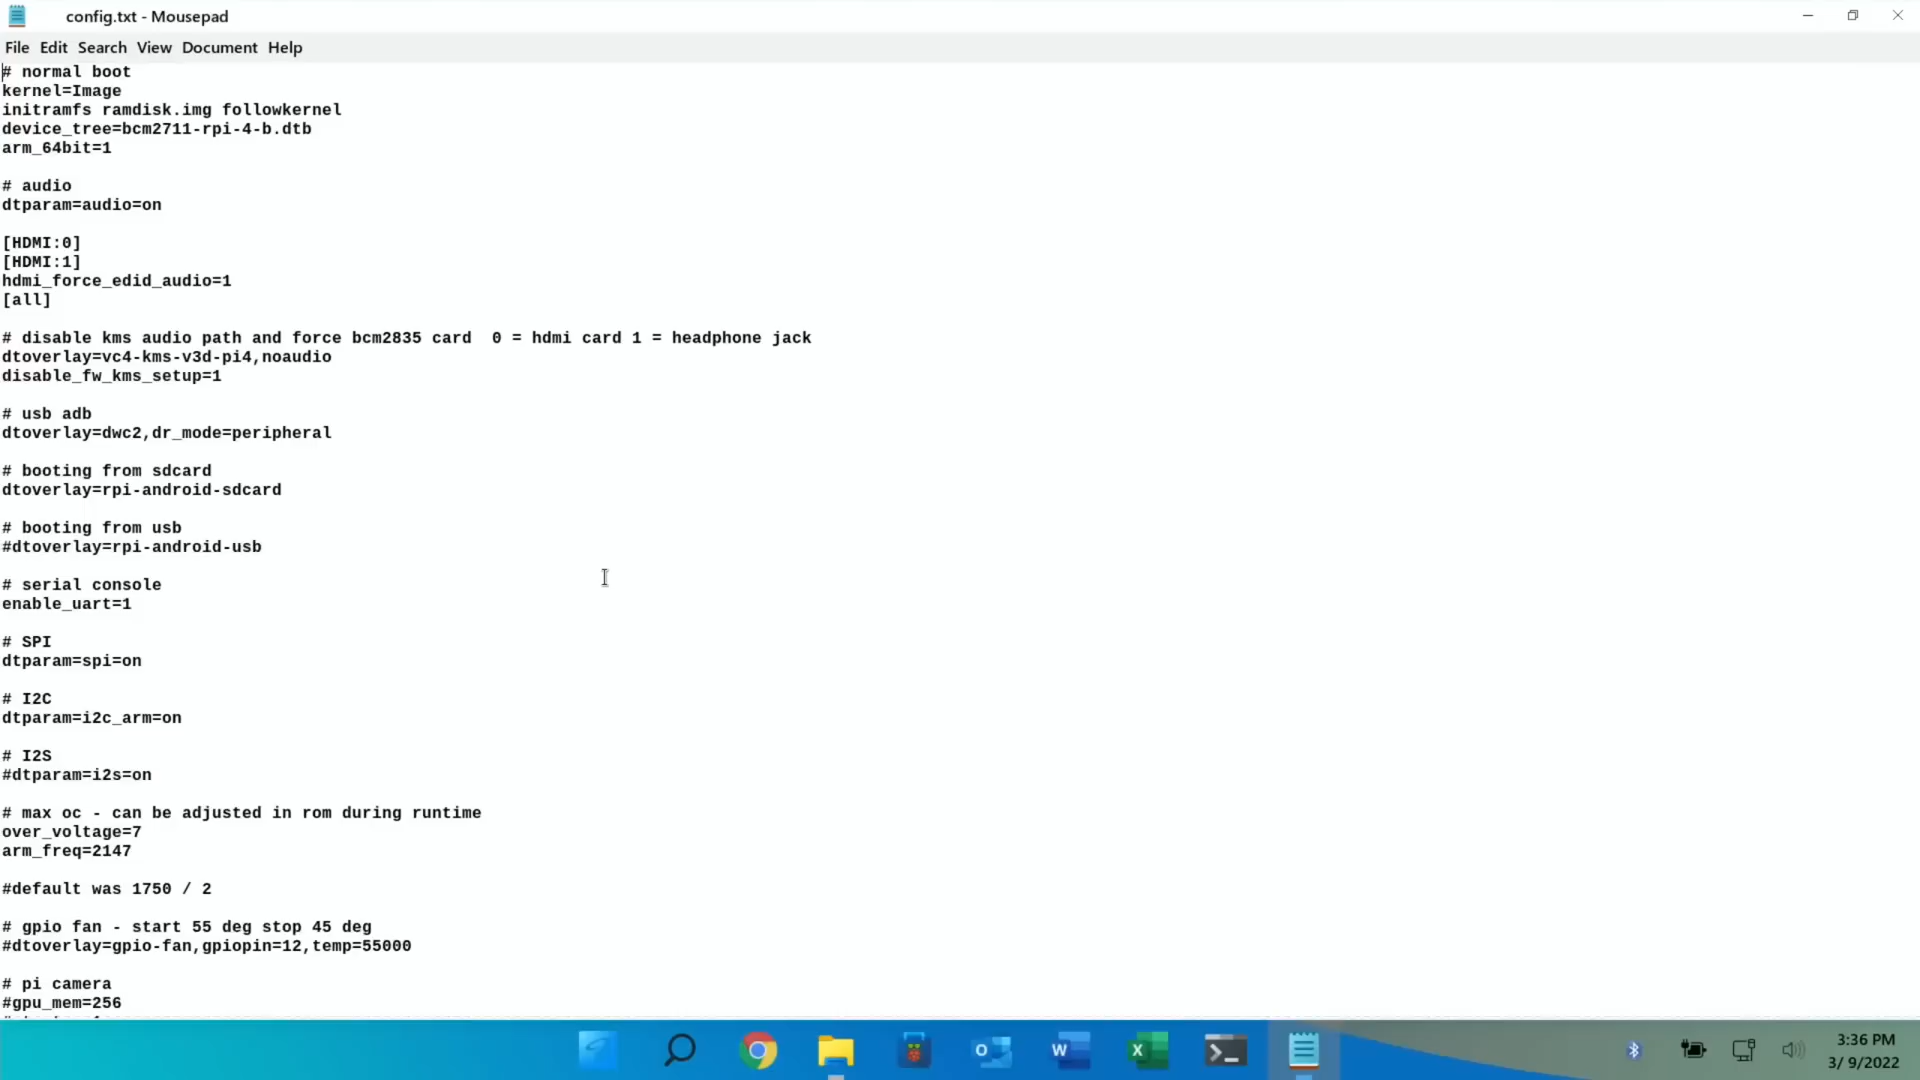 config.txt - Mousepad
File Edit Search View Document Help
# normal boot
kernel=Image
initramfs ramdisk.img followkernel
device_tree=bcm2711-rpi-4-b.dtb
arm_64bit=1
# audio
dtparam=audio=on
[HDMI:0]
[HDMI:1]
hdmi_force_edid_audio=1
[all]
# disable kms audio path and force bcm2835 card  0 = hdmi card 1 = headphone jack
dtoverlay=vc4-kms-v3d-pi4,noaudio
disable_fw_kms_setup=1
# usb adb
dtoverlay=dwc2,dr_mode=peripheral
# booting from sdcard
dtoverlay=rpi-android-sdcard
# booting from usb
#dtoverlay=rpi-android-usb
# serial console
enable_uart=1
# SPI
dtparam=spi=on
# I2C
dtparam=i2c_arm=on
# I2S
#dtparam=i2s=on
# max oc - can be adjusted in rom during runtime
over_voltage=7
arm_freq=2147
#default was 1750 / 2
# gpio fan - start 55 deg stop 45 deg
#dtoverlay=gpio-fan,gpiopin=12,temp=55000
# pi camera
#gpu_mem=256
O W X
3:36 PM
3/ 9/2022